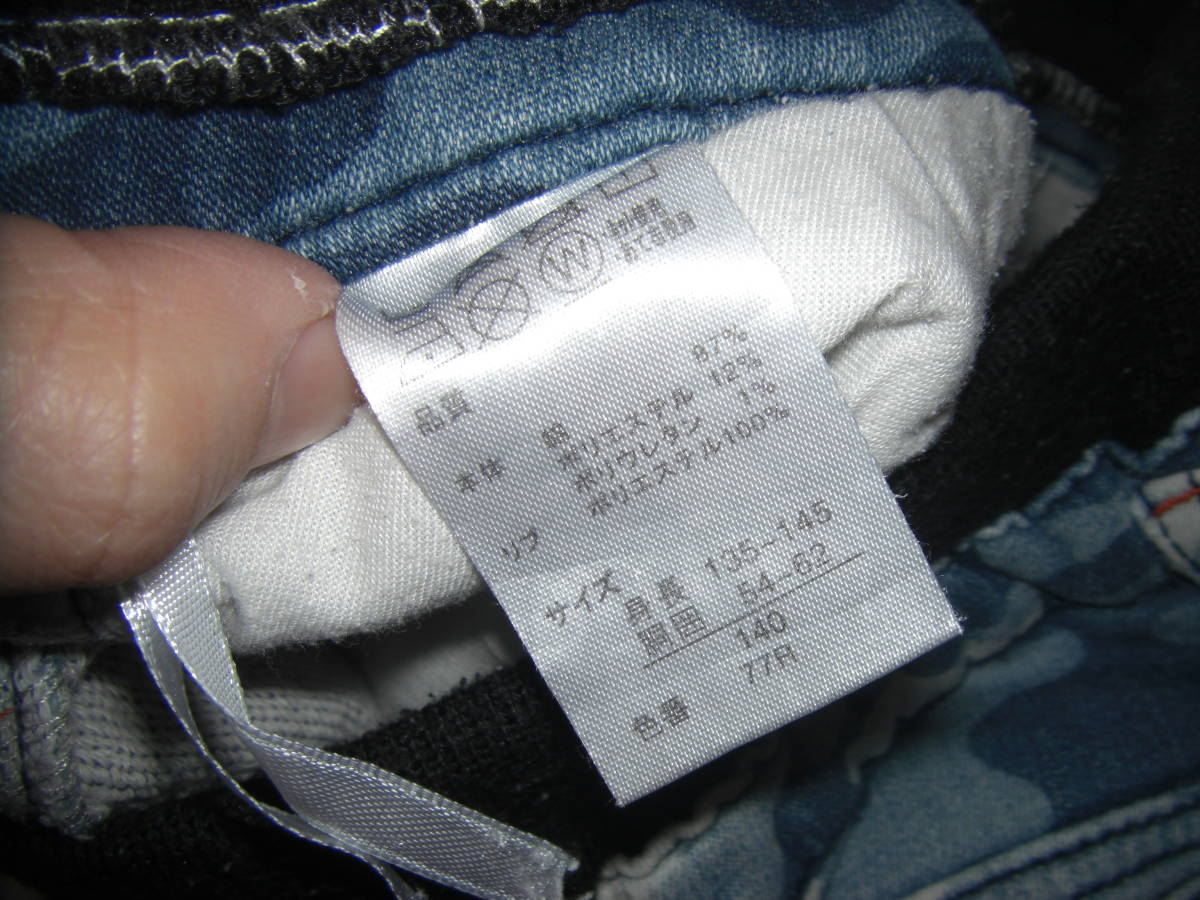 W
品質
本体 綿 87%
ポリエステル 12%
ポリウレタン 1%
リブ ポリエステル100%
サイズ
身長 135-145
胴囲 54-62
140
色番 77R